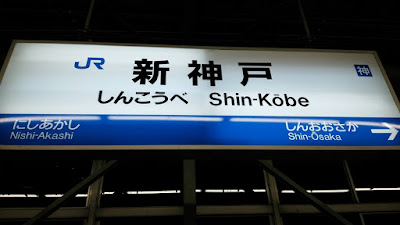 JR
新神戸
神
しんこうべ Shin-Kōbe
にしあかし
Nishi-Akashi
しんおおさか
Shin-Osaka